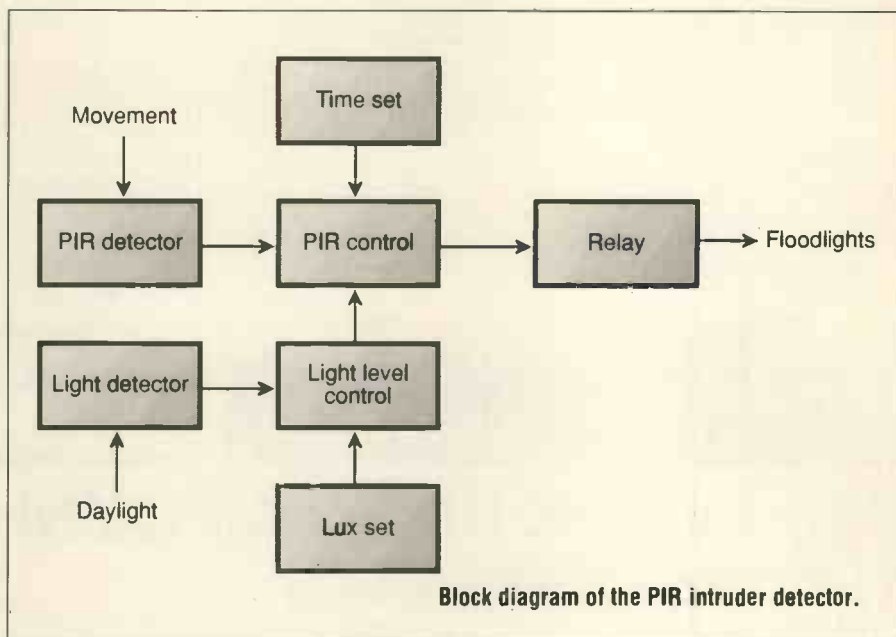 Time set
Movement
PIR detector
PIR control
Relay
Floodlights
Light detector
Light level
control
Daylight
Lux set
Block diagram of the PIR intruder detector.